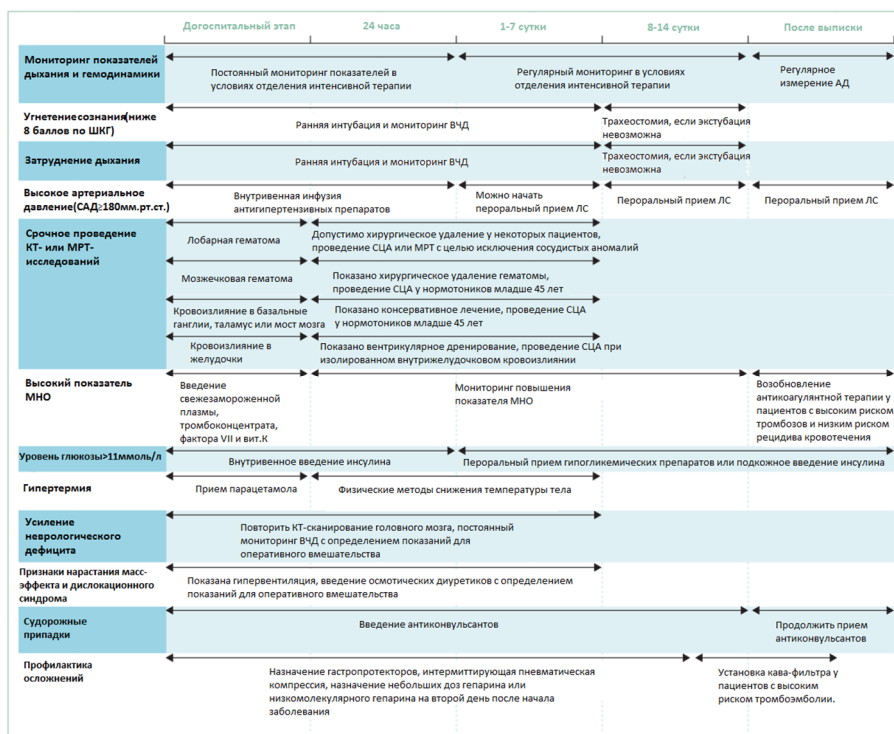 Догоспитальный этап
24 часа
1-7 сутки
8-14 сутки
После выписки
Мониторинг показателей
дыхания и гемодинамики
Постоянный мониторинг показателей в
условиях отделения интенсивной терапии
Регулярный мониторинг в условиях
отделения интенсивной терапии
Регулярное
измерение АД
Угнетение сознания(ниже
8 баллов по ШКГ)
Ранняя интубация и мониторинг ВЧД
Трахеостомия, если экстубация
невозможна
Затруднение дыхания
Ранняя интубация и мониторинг ВЧД
Трахеостомия, если экстубация
невозможна
Высокое артериальное
давление(САД≥180мм.рт.ст.)
Внутривенная инфузия
антигипертензивных препаратов
Можно начать
пероральный прием ЛС
Пероральный прием ЛС
Пероральный прием ЛС
Срочное проведение
КТ- или МРТ-
исследований
Лобарная гематома
Допустимо хирургическое удаление у некоторых пациентов,
проведение СЦА или МРТ с целью исключения сосудистых аномалий
Мозжечковая гематома
Показано хирургическое удаление гематомы,
проведение СЦА у нормотоников младше 45 лет
Кровоизлияние в базальные
ганглии, таламус или мост мозга
Показано консервативное лечение, проведение СЦА
у нормотоников младше 45 лет
Кровоизлияние в
желудочки
Показано вентрикулярное дренирование, проведение СЦА при
изолированном внутрижелудочковом кровоизлиянии
Высокий показатель
МНО
Введение
свежезамороженной
плазмы,
тромбоконцентрата,
фактора VII и вит.К
Мониторинг повышения
показателя МНО
Возобновление
антикоагулянтной терапии у
пациентов с высоким риском
тромбозов и низким риском
рецидива кровотечения
Уровень глюкозы>11ммоль/л
Внутривенное введение инсулина
Пероральный прием гипогликемических препаратов или подкожное введение инсулина
Гипертермия
Прием парацетамола
Физические методы снижения температуры тела
Усиление
неврологического
дефицита
Повторить КТ-сканирование головного мозга, постоянный
мониторинг ВЧД с определением показаний для
оперативного вмешательства
Признаки нарастания масс-
эффекта и дислокационного
синдрома
Показана гипервентиляция, введение осмотических диуретиков с определением
показаний для оперативного вмешательства
Судорожные
припадки
Введение антиконвульсантов
Продолжить прием
антиконвульсантов
Профилактика
осложнений
Назначение гастропротекторов, интермиттирующая пневматическая
компрессия, назначение небольших доз гепарина или
низкомолекулярного гепарина на второй день после начала
заболевания
Установка кава-фильтра у
пациентов с высоким
риском тромбоэмболии.